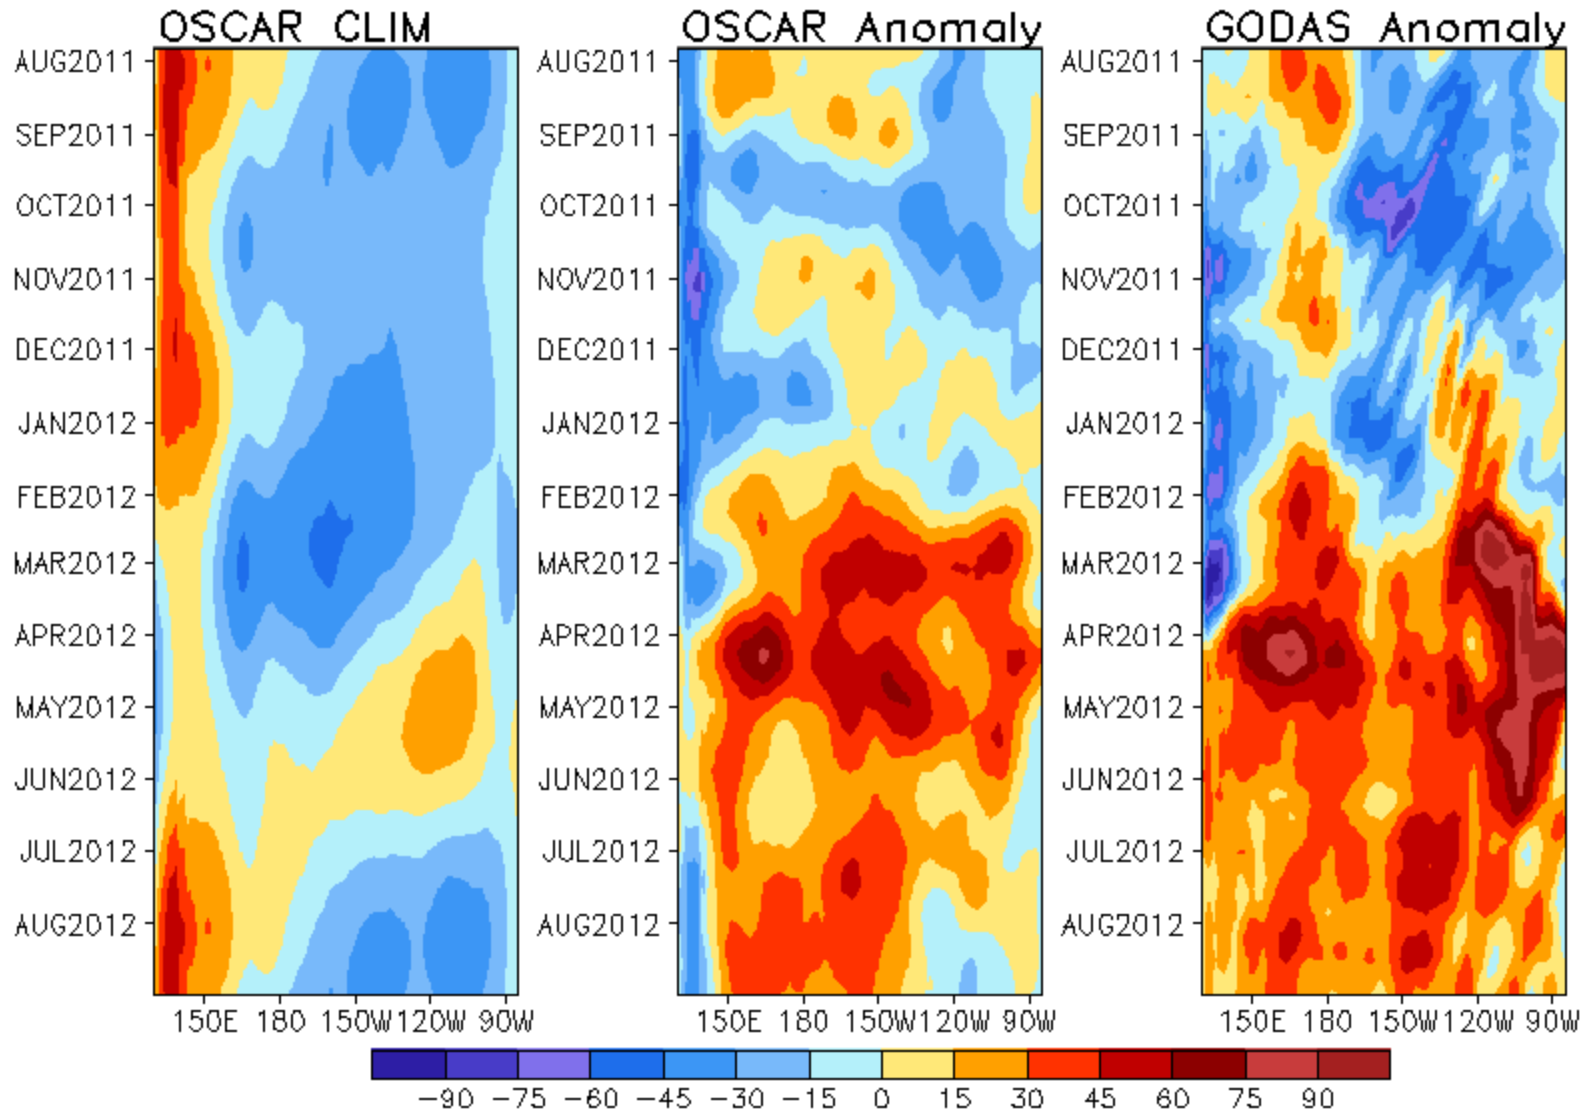 OSCAR CLIM
OSCAR Anomaly
GODAS Anomaly
AUG2011
SEP2011
OCT2011
NOV2011
DEC2011
JAN2012
FEB2012
MAR2012
APR2012
MAY2012
JUN2012
JUL2012
AUG2012
150E 180 150W 120W 90W
AUG2011
SEP2011
OCT2011
NOV2011
DEC2011
JAN2012
FEB2012
MAR2012
APR2012
MAY2012
JUN2012
JUL2012
AUG2012
150E 180 150W 120W 90W
AUG2011
SEP2011
OCT2011
NOV2011
DEC2011
JAN2012
FEB2012
MAR2012
APR2012
MAY2012
JUN2012
JUL2012
AUG2012
150E 180 150W 120W 90W
−90 −75 −60 −45 −30 −15 0 15 30 45 60 75 90